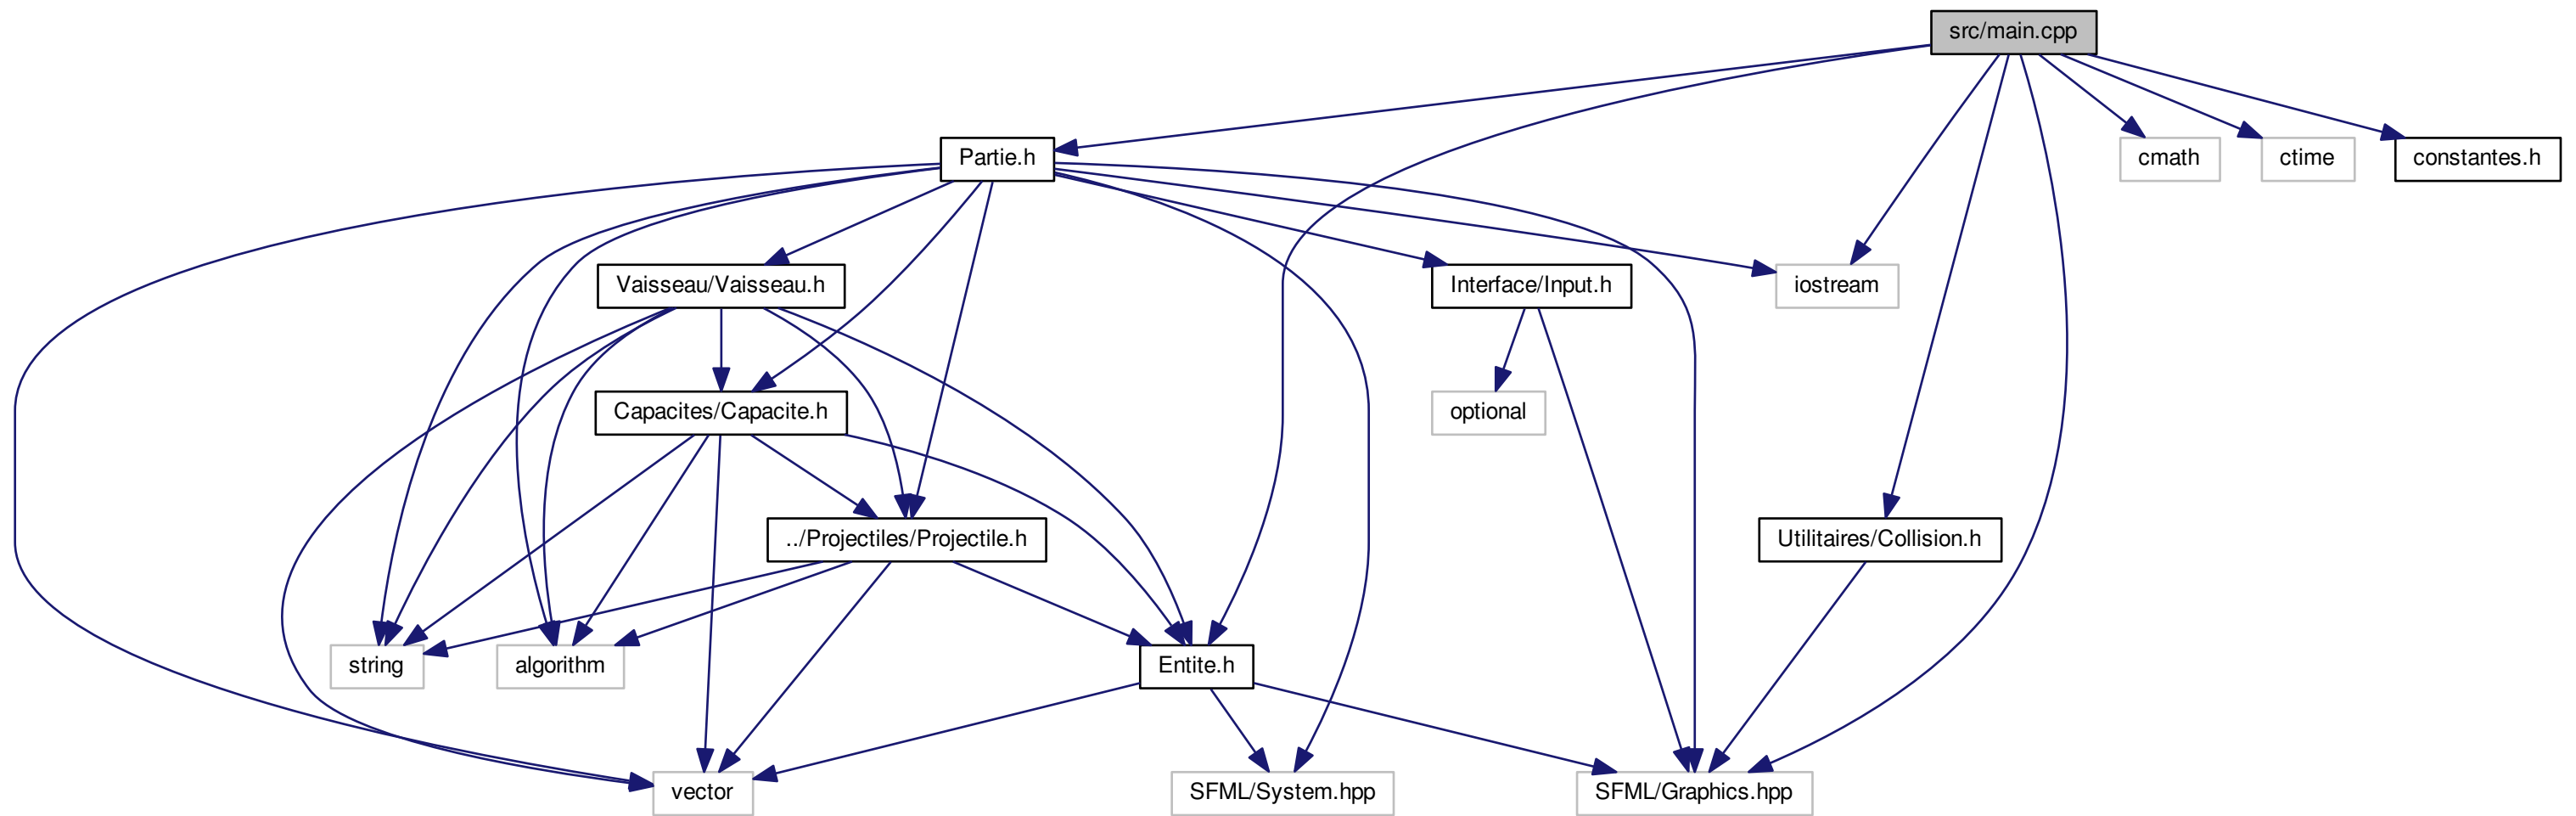 src/main.cpp
Partie.h
cmath
ctime
constantes.h
Vaisseau/Vaisseau.h
Interface/Input.h
iostream
Capacites/Capacite.h
optional
../Projectiles/Projectile.h
Utilitaires/Collision.h
string
algorithm
Entite.h
vector
SFML/System.hpp
SFML/Graphics.hpp